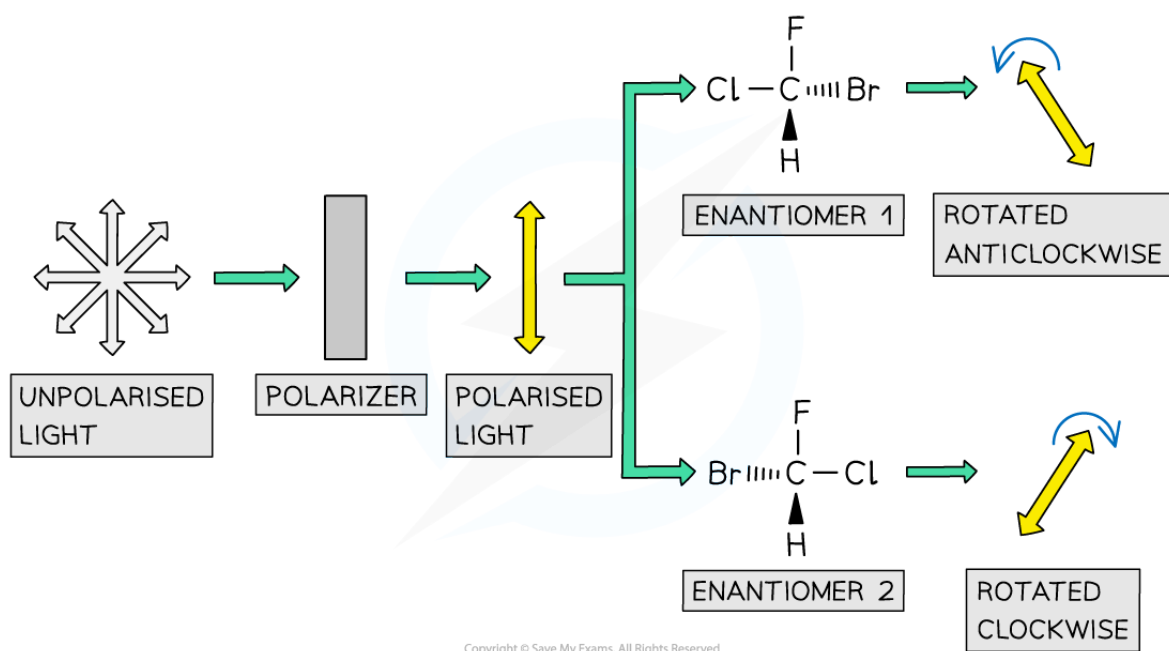 UNPOLARISED
LIGHT
POLARIZER
POLARISED
LIGHT
F
Cl
C
Br
H
ENANTIOMER 1
ROTATED
ANTICLOCKWISE
F
Br
C
Cl
H
ENANTIOMER 2
ROTATED
CLOCKWISE
Copyright © Save My Exams. All Rights Reserved